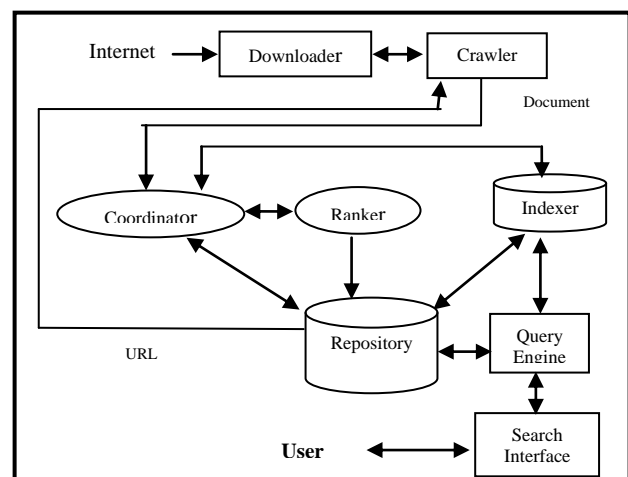 Internet
Downloader
Crawler
Document
Coordinator
Ranker
Indexer
Repository
Query
Engine
URL
User
Search
Interface